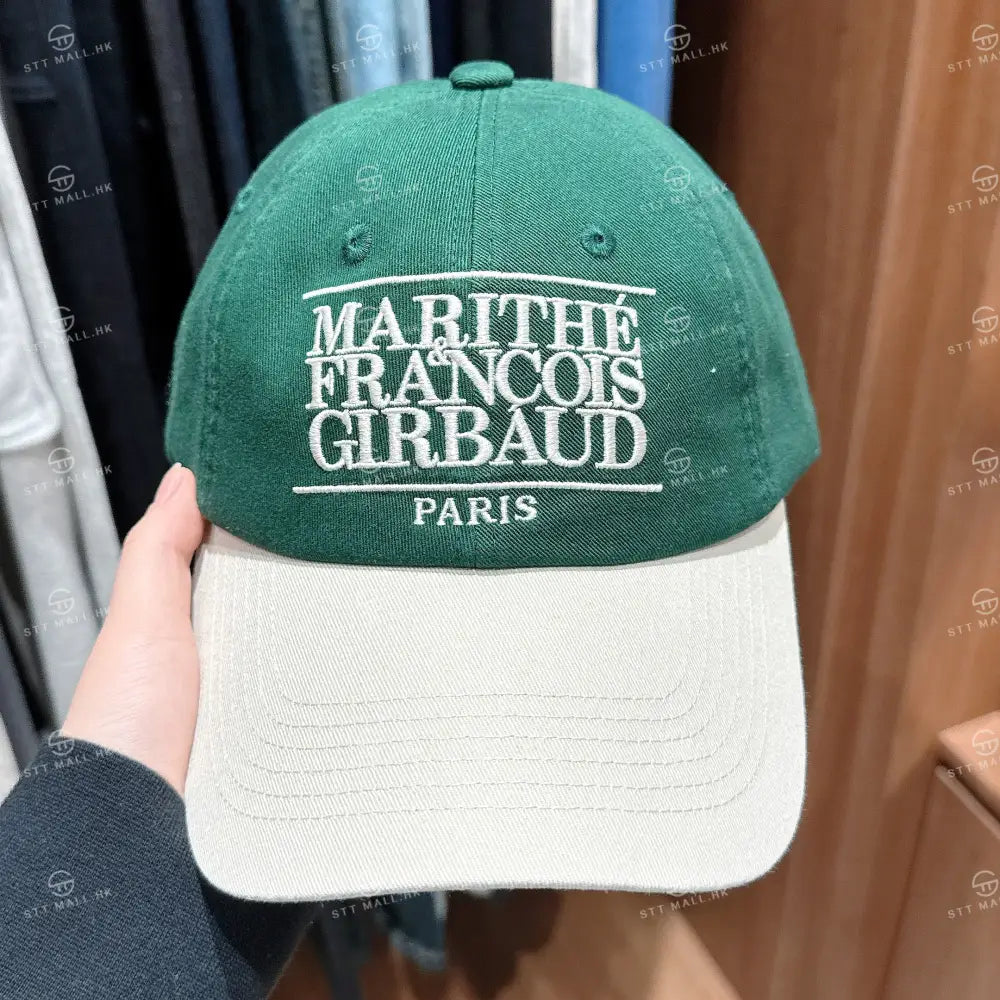 MARITHÉ
&
FRANCOIS
GIRBAUD
PARIS
STT MALL.HK